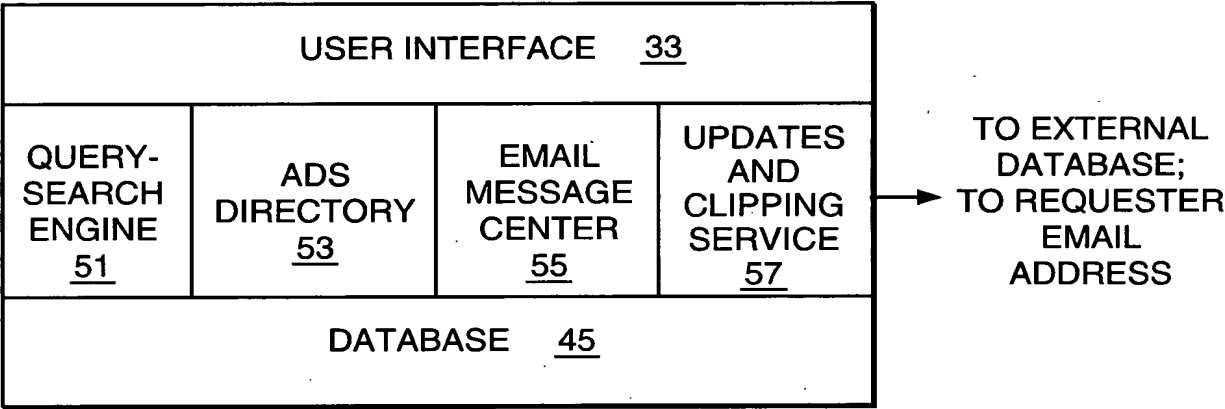 USER INTERFACE 33
QUERY-
SEARCH
ENGINE
51
ADS
DIRECTORY
53
EMAIL
MESSAGE
CENTER
55
UPDATES
AND
CLIPPING
SERVICE
57
TO EXTERNAL
DATABASE;
TO REQUESTER
EMAIL
ADDRESS
DATABASE 45